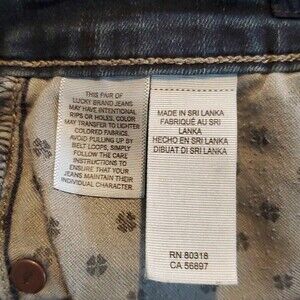 THIS PAIR OF
LUCKY BRAND JEANS
MAY HAVE INTENTIONAL
RIPS OR HOLES, COLOR
MAY TRANSFER TO LIGHTER
COLORED FABRICS.
AVOID PULLING UP BY
BELT LOOPS, SIMPLY
FOLLOW THE CARE
INSTRUCTIONS TO
ENSURE THAT YOUR
JEANS MAINTAIN THEIR
INDIVIDUAL CHARACTER.
MADE IN SRI LANKA
FABRIQUÉ AU SRI
LANKA
HECHO EN SRI LANKA
DIBUAT DI SRI LANKA
RN 80318
CA 56897